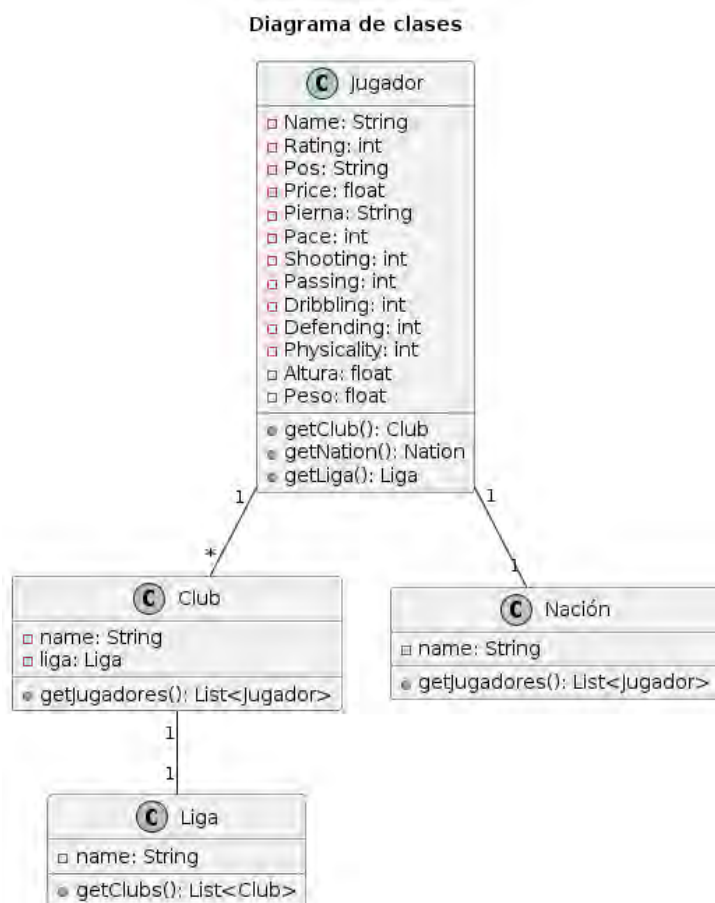 Diagrama de clases
C Jugador
Name: String
Rating: int
Pos: String
Price: float
Pierna: String
Pace: int
Shooting: int
Passing: int
Dribbling: int
Defending: int
Physicality: int
Altura: float
Peso: float
getClub(): Club
getNation(): Nation
getLiga(): Liga
1
1
*
1
C Club
name: String
liga: Liga
getJugadores(): List<Jugador>
C Nación
name: String
getJugadores(): List<Jugador>
1
1
C Liga
name: String
getClubs(): List<Club>